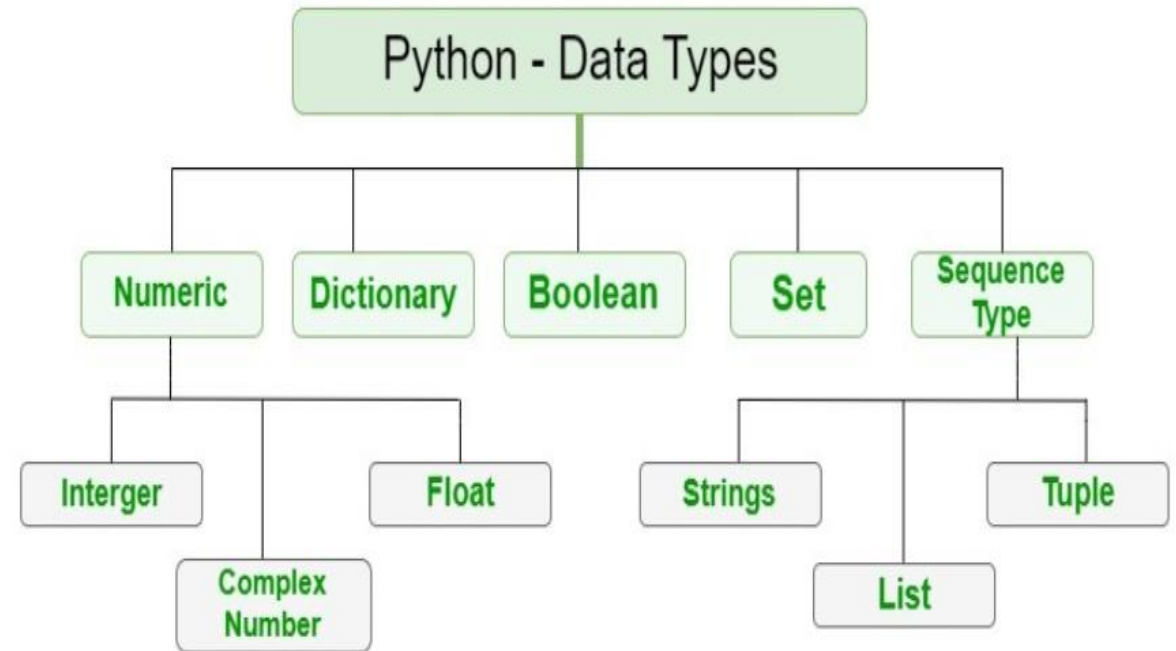 Python - Data Types
Numeric
Dictionary
Boolean
Set
Sequence
Type
Interger
Complex
Number
Float
Strings
List
Tuple